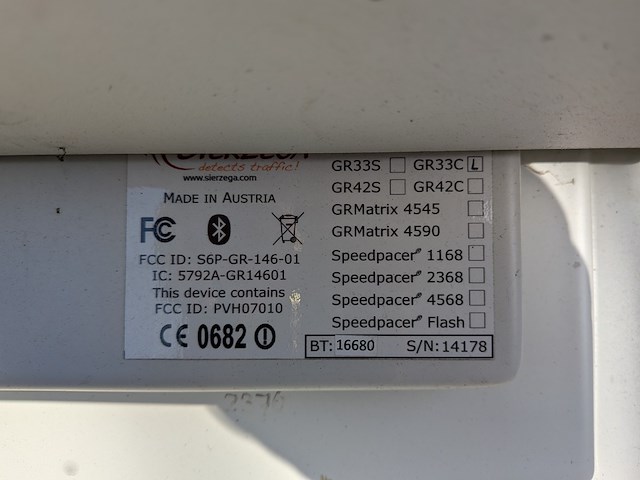 SIERZEGA
detects traffic!
www.sierzega.com
MADE IN AUSTRIA
FC
FCC ID: S6P-GR-146-01
IC: 5792A-GR14601
This device contains
FCC ID: PVH07010
CE 0682
GR33S GR33C L
GR42S GR42C
GRMatrix 4545
GRMatrix 4590
Speedpacer 1168
Speedpacer 2368
Speedpacer 4568
Speedpacer Flash
BT: 16680 S/N: 14178